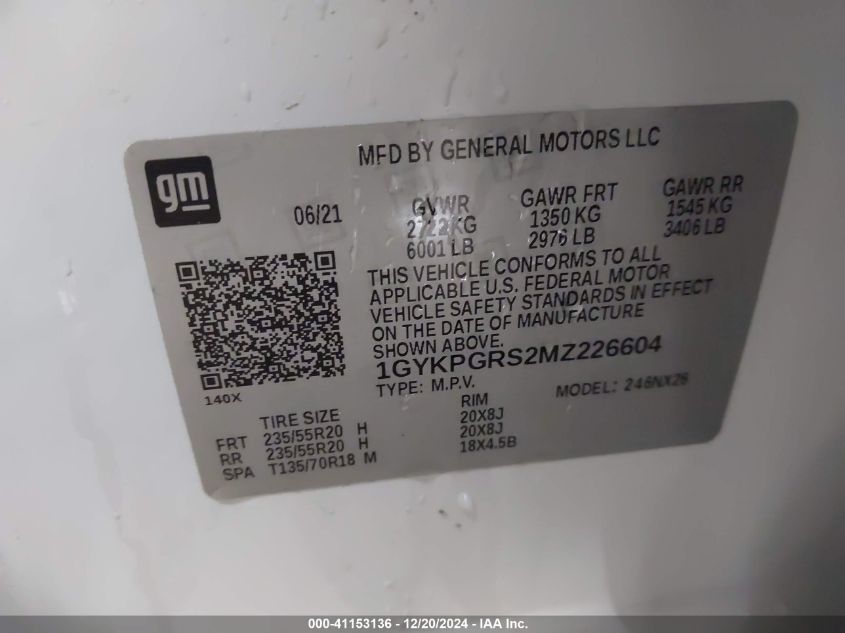 MFD BY GENERAL MOTORS LLC
gm
06/21
GVWR
2722 KG
6001 LB
GAWR FRT
1350 KG
2976 LB
GAWR RR
1545 KG
3406 LB
THIS VEHICLE CONFORMS TO ALL
APPLICABLE U.S. FEDERAL MOTOR
VEHICLE SAFETY STANDARDS IN EFFECT
ON THE DATE OF MANUFACTURE
SHOWN ABOVE.
1GYKPGRS2MZ226604
TYPE: M.P.V.
MODEL: 246NX26
140X
TIRE SIZE
RIM
FRT 235/55R20 H 20X8J
RR 235/55R20 H 20X8J
SPA T135/70R18 M 18X4.5B
000-41153136 - 12/20/2024 - IAA Inc.